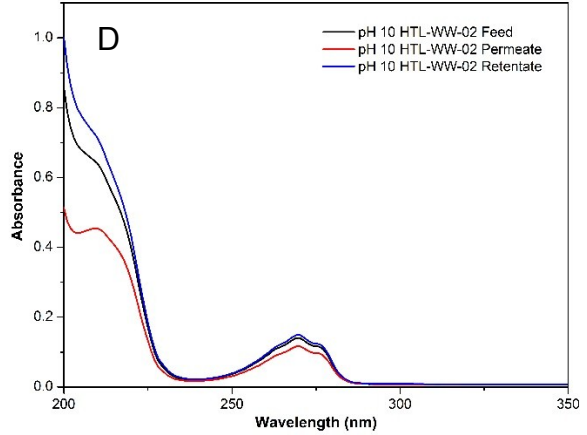 D
pH 10 HTL-WW-02 Feed
pH 10 HTL-WW-02 Permeate
pH 10 HTL-WW-02 Retentate
Absorbance
1.0
0.8
0.6
0.4
0.2
0.0
200
250
300
350
Wavelength (nm)